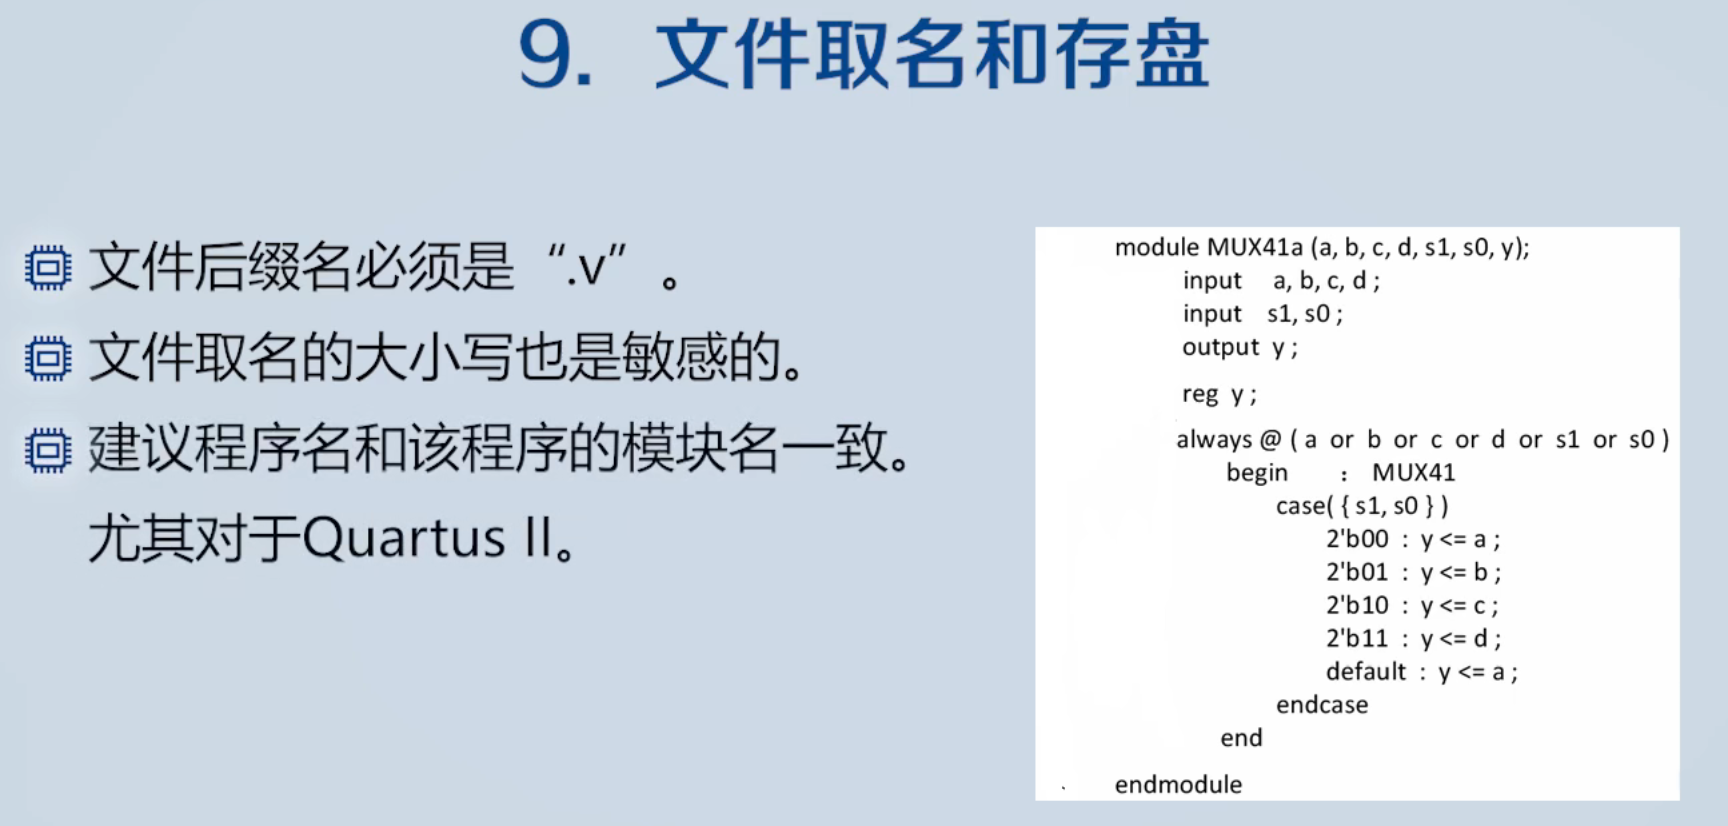 9. 文件取名和存盘
文件后缀名必须是“.v”。
文件取名的大小写也是敏感的。
建议程序名和该程序的模块名一致。
尤其对于Quartus II。
module MUX41a (a, b, c, d, s1, s0, y);
input a, b, c, d ;
input s1, s0 ;
output y ;
reg y ;
always @ ( a or b or c or d or s1 or s0 )
begin : MUX41
case( { s1, s0 } )
2'b00 : y <= a ;
2'b01 : y <= b ;
2'b10 : y <= c ;
2'b11 : y <= d ;
default : y <= a ;
endcase
end
endmodule